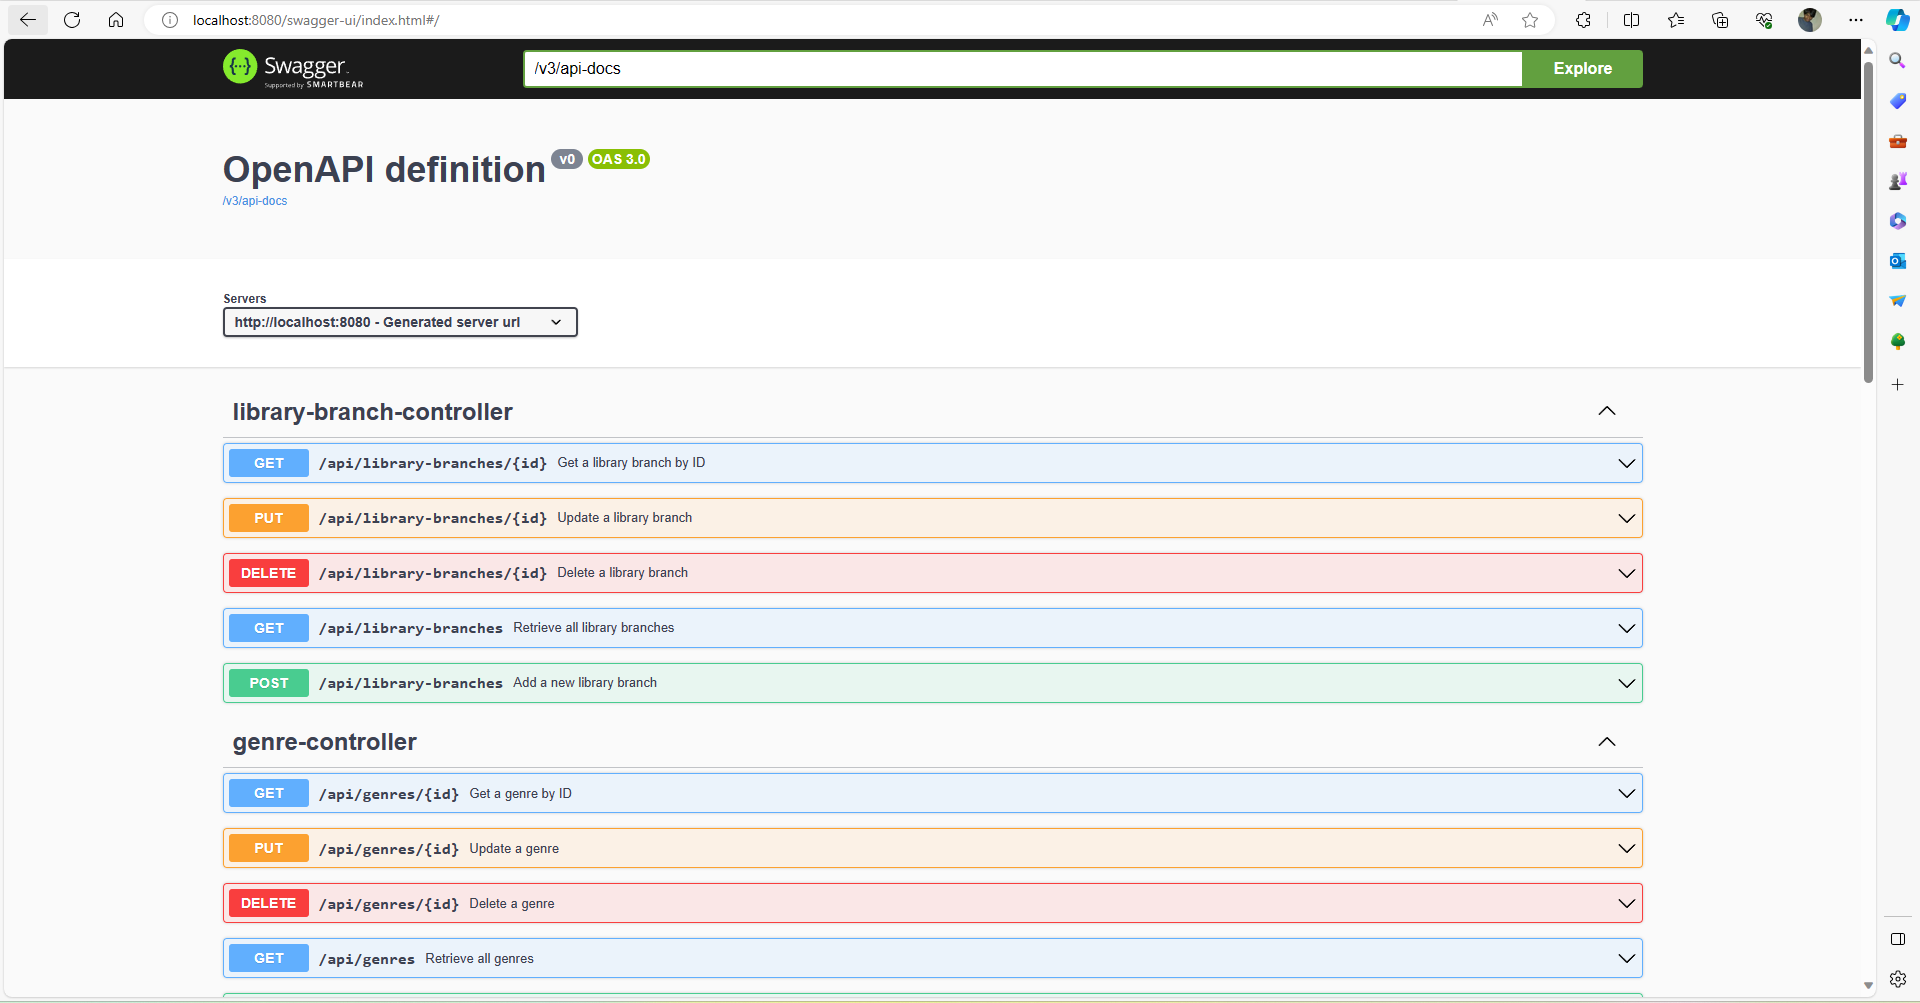 localhost:8080/swagger-ui/index.html#/
Swagger
Supported by SMARTBEAR
/v3/api-docs
Explore
OpenAPI definition v0 OAS 3.0
/v3/api-docs
Servers
http://localhost:8080 - Generated server url
library-branch-controller
GET /api/library-branches/{id} Get a library branch by ID
PUT /api/library-branches/{id} Update a library branch
DELETE /api/library-branches/{id} Delete a library branch
GET /api/library-branches Retrieve all library branches
POST /api/library-branches Add a new library branch
genre-controller
GET /api/genres/{id} Get a genre by ID
PUT /api/genres/{id} Update a genre
DELETE /api/genres/{id} Delete a genre
GET /api/genres Retrieve all genres